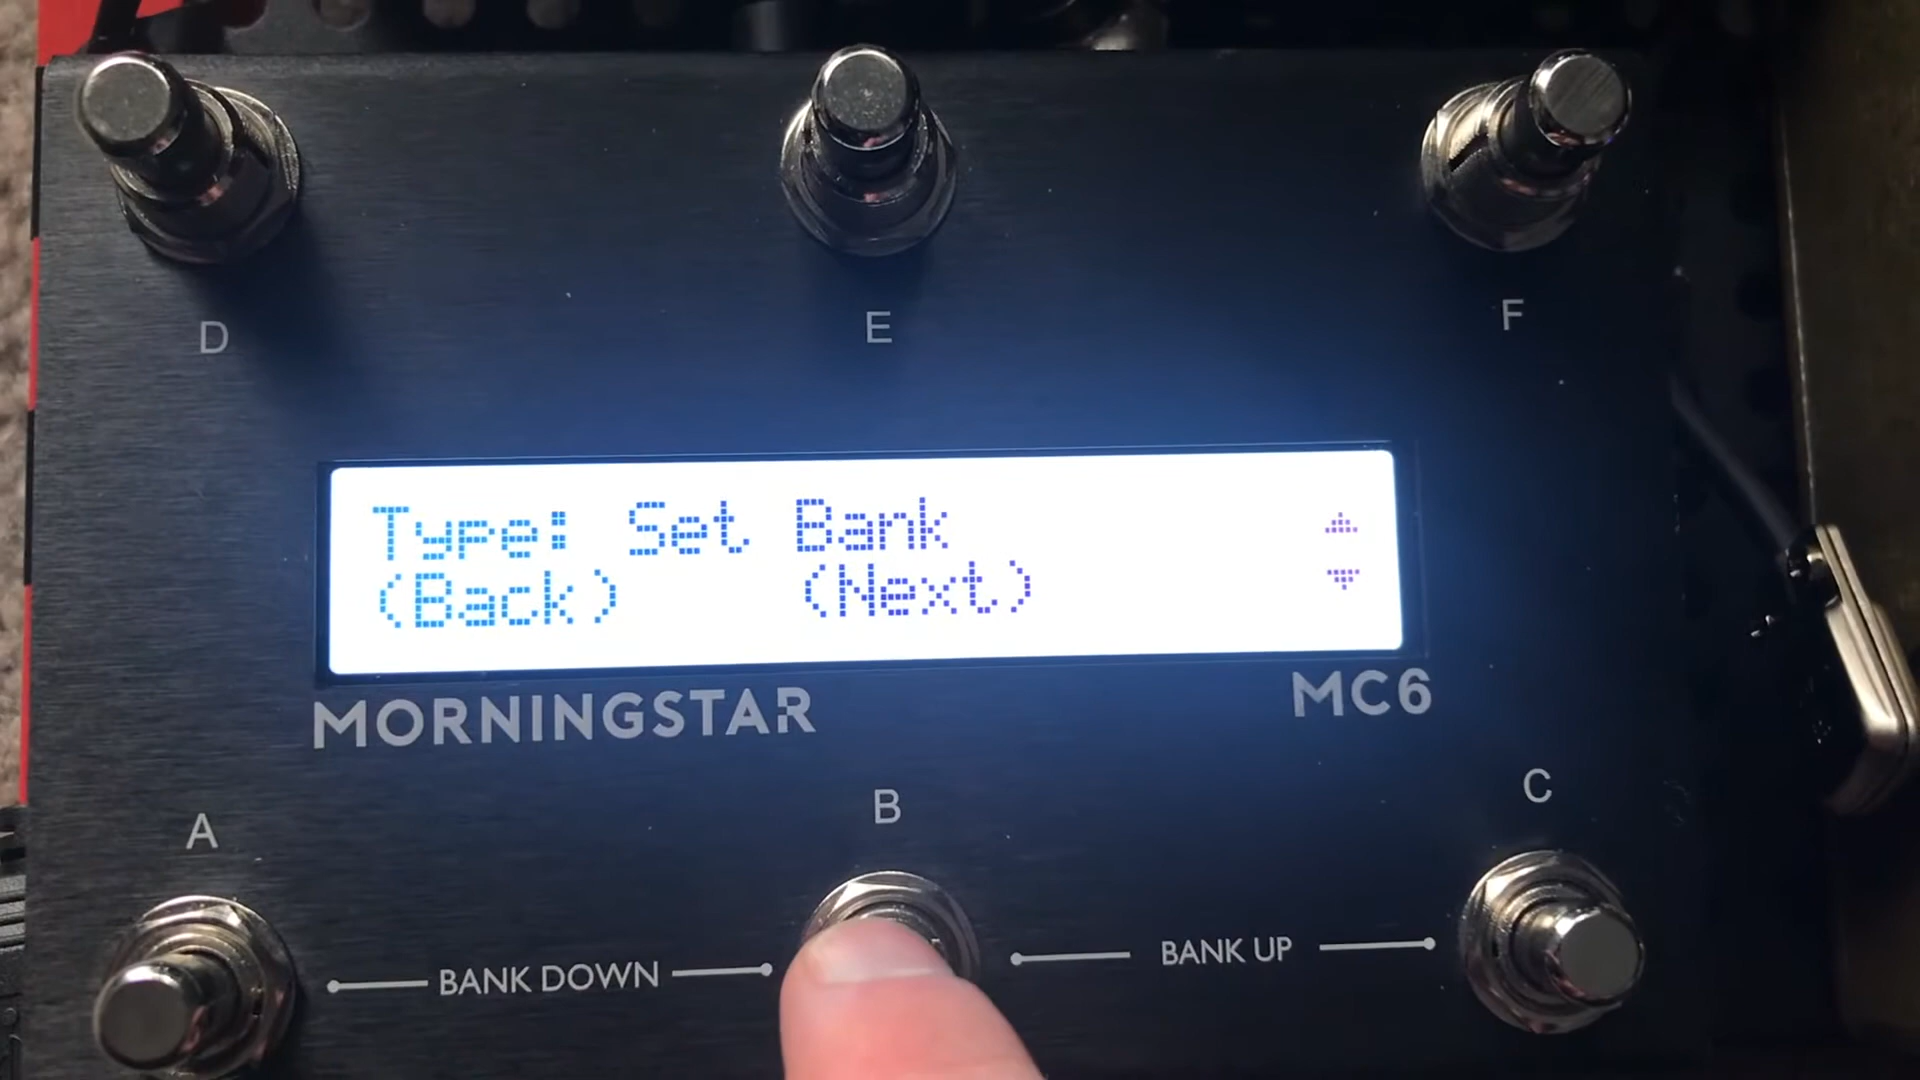 D
E
F
Type: Set Bank
(Back) (Next)
MORNINGSTAR
MC6
A
B
C
BANK DOWN
BANK UP